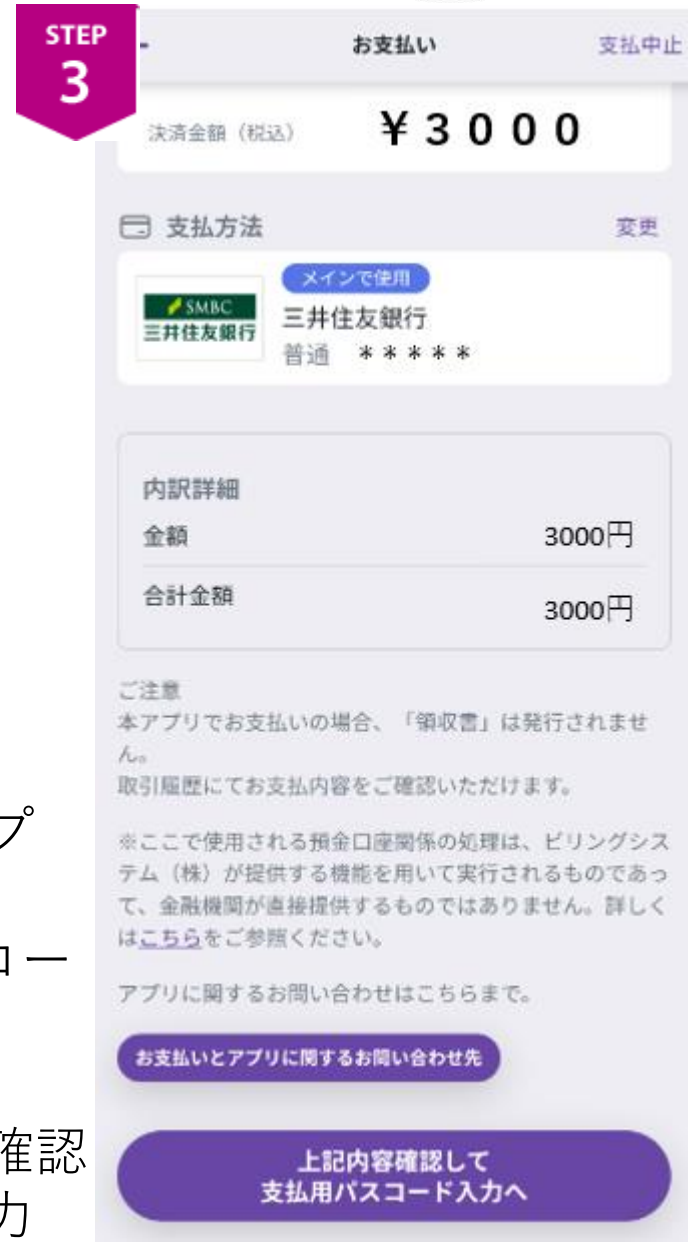 STEP
3
お支払い 支払中止
決済金額（税込） ￥３０００
支払方法 変更
メインで使用
SMBC
三井住友銀行
三井住友銀行
普通 ＊＊＊＊＊
内訳詳細
金額 3000円
合計金額 3000円
ご注意
本アプリでお支払いの場合、「領収書」は発行されませ
ん。
取引履歴にてお支払内容をご確認いただけます。
※ここで使用される預金口座関係の処理は、ビリングシス
テム（株）が提供する機能を用いて実行されるものであっ
て、金融機関が直接提供するものではありません。詳しく
はこちらをご参照ください。
アプリに関するお問い合わせはこちらまで。
お支払いとアプリに関するお問い合わせ先
上記内容確認して
支払用パスコード入力へ
プ
ロー
確認
力